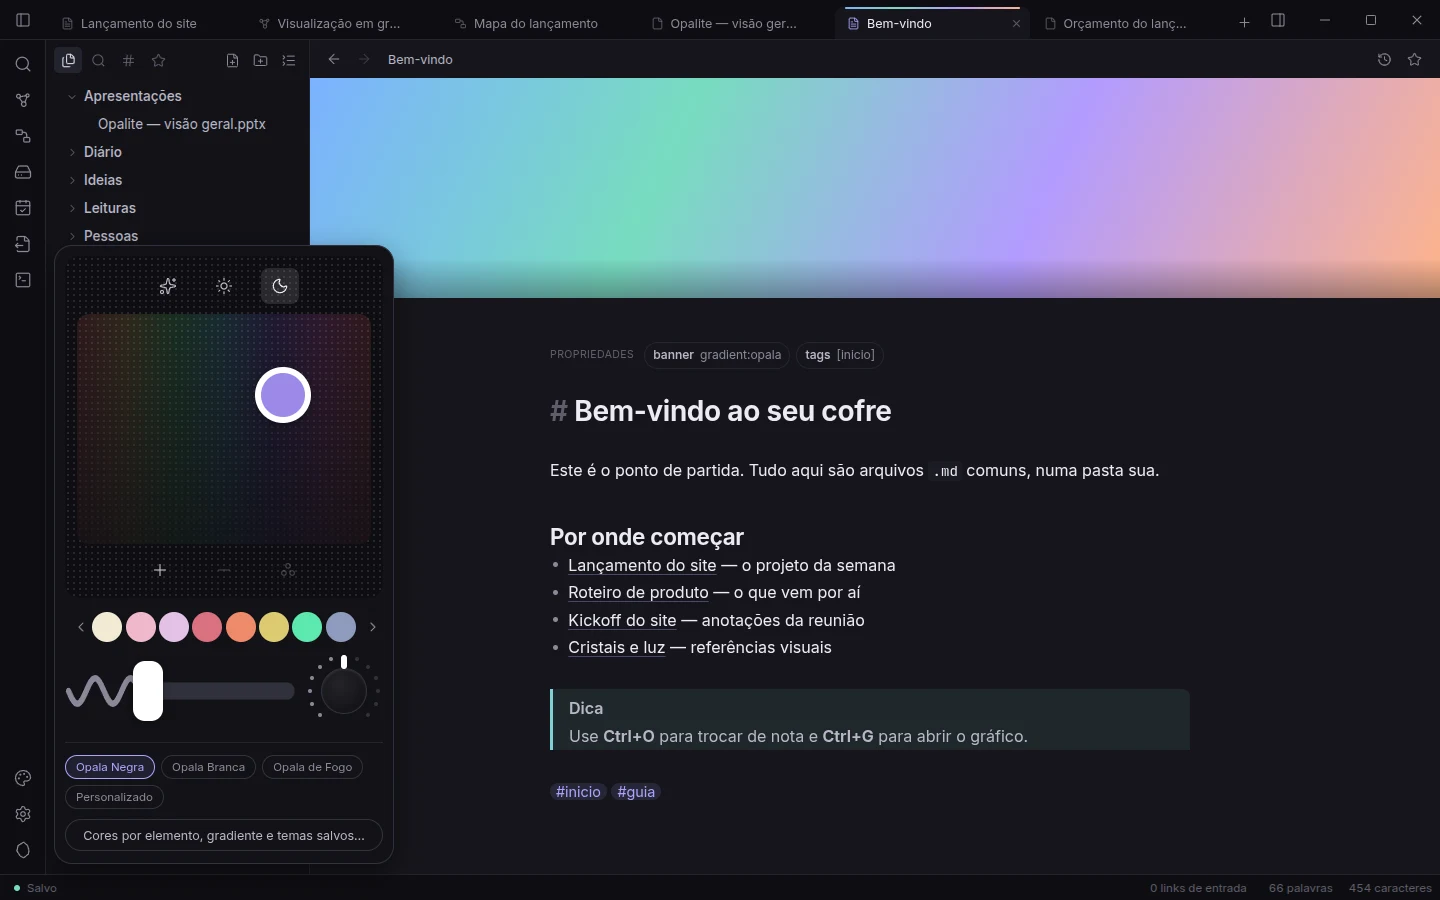 Lançamento do site
Visualização em gr...
Mapa do lançamento
Opalite — visão ger...
Bem-vindo
Orçamento do lanç...
Bem-vindo
Apresentações
Opalite — visão geral.pptx
Diário
Ideias
Leituras
Pessoas
PROPRIEDADES banner gradient:opala tags [inicio]
# Bem-vindo ao seu cofre
Este é o ponto de partida. Tudo aqui são arquivos .md comuns, numa pasta sua.
Por onde começar
• Lançamento do site — o projeto da semana
• Roteiro de produto — o que vem por aí
• Kickoff do site — anotações da reunião
• Cristais e luz — referências visuais
Dica
Use Ctrl+O para trocar de nota e Ctrl+G para abrir o gráfico.
#inicio #guia
Opala Negra Opala Branca Opala de Fogo
Personalizado
Cores por elemento, gradiente e temas salvos...
Salvo
0 links de entrada 66 palavras 454 caracteres